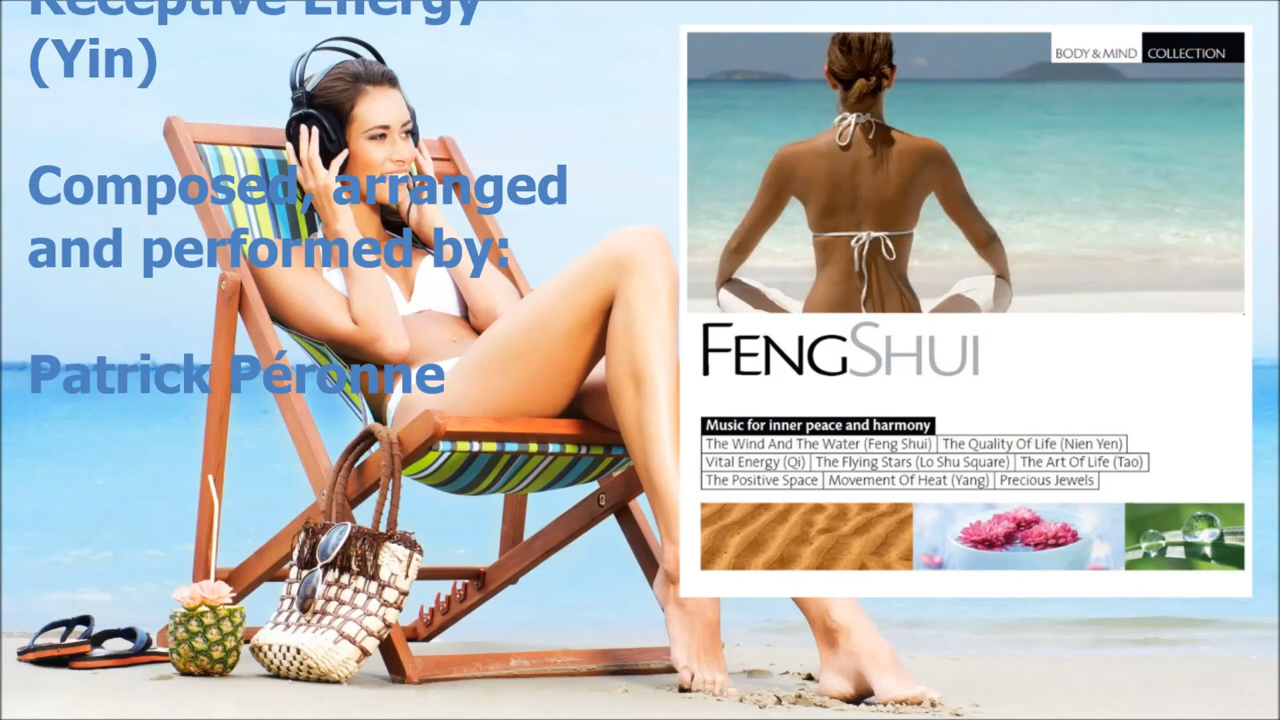 Receptive Energy
(Yin)
Composed, arranged
and performed by:
Patrick Péronne
BODY & MIND COLLECTION
FENGSHUI
Music for inner peace and harmony
The Wind And The Water (Feng Shui) | The Quality Of Life (Nien Yen)
Vital Energy (Qi) | The Flying Stars (Lo Shu Square) | The Art Of Life (Tao)
The Positive Space | Movement Of Heat (Yang) | Precious Jewels